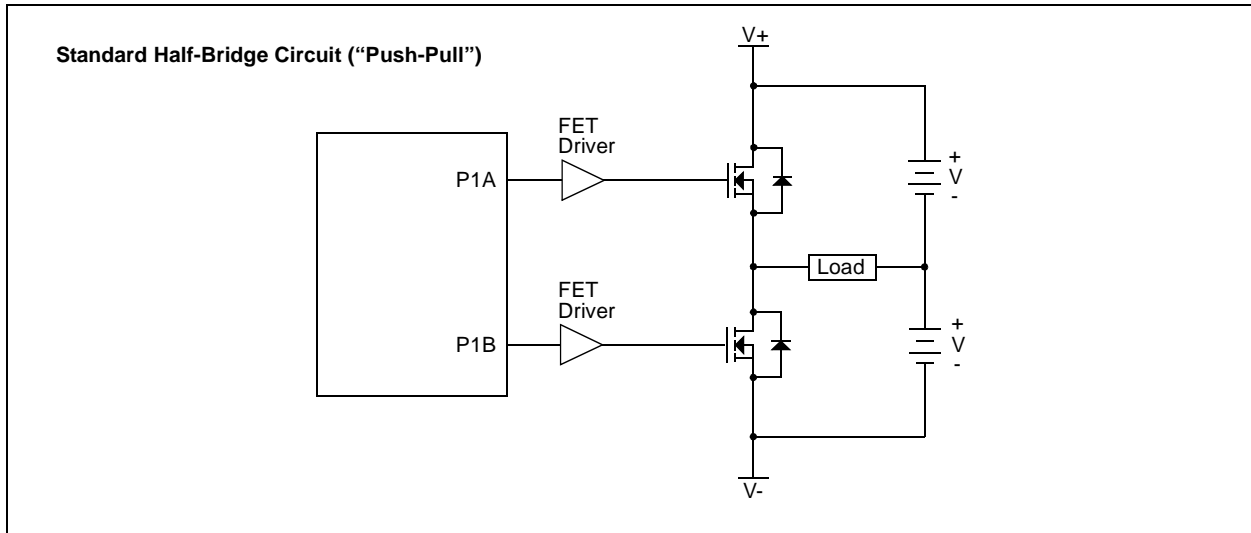 V+
Standard Half-Bridge Circuit (“Push-Pull”)
FET
Driver
P1A
+
V
-
Load
FET
Driver
P1B
+
V
-
V-